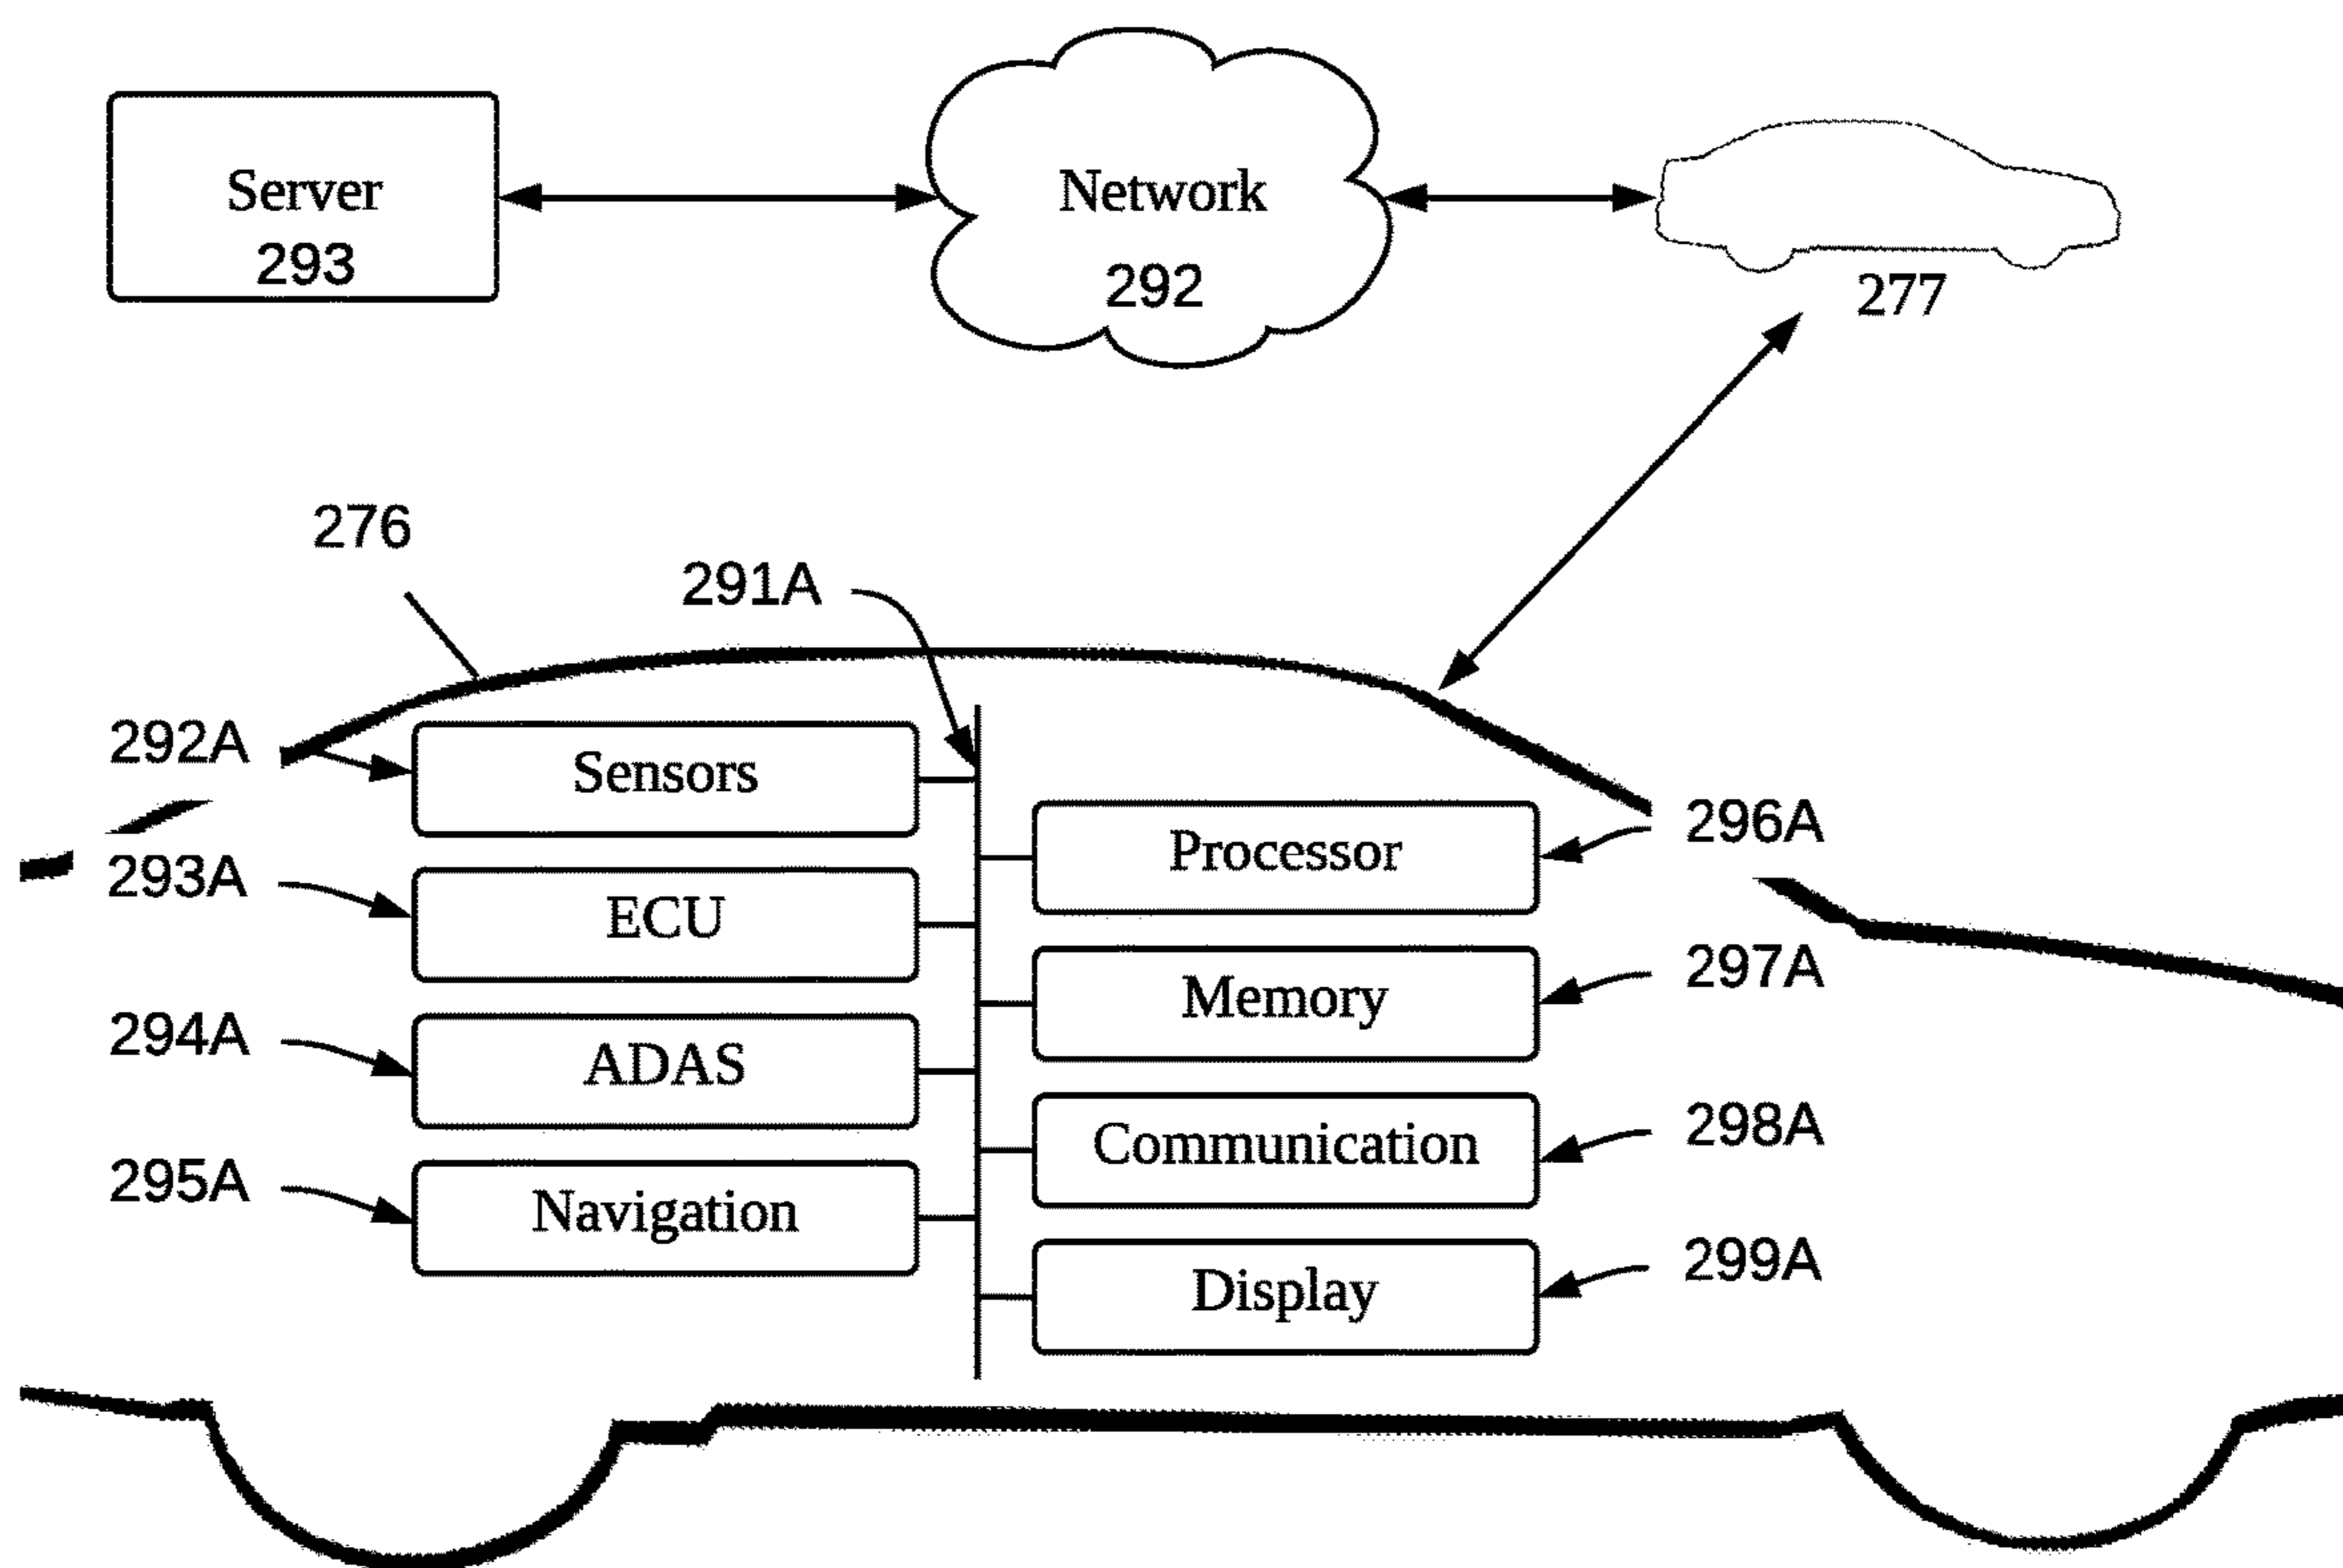 Server
293
Network
292
277
276
291A
292A
Sensors
Processor
296A
293A
ECU
Memory
297A
294A
ADAS
Communication
298A
295A
Navigation
Display
299A